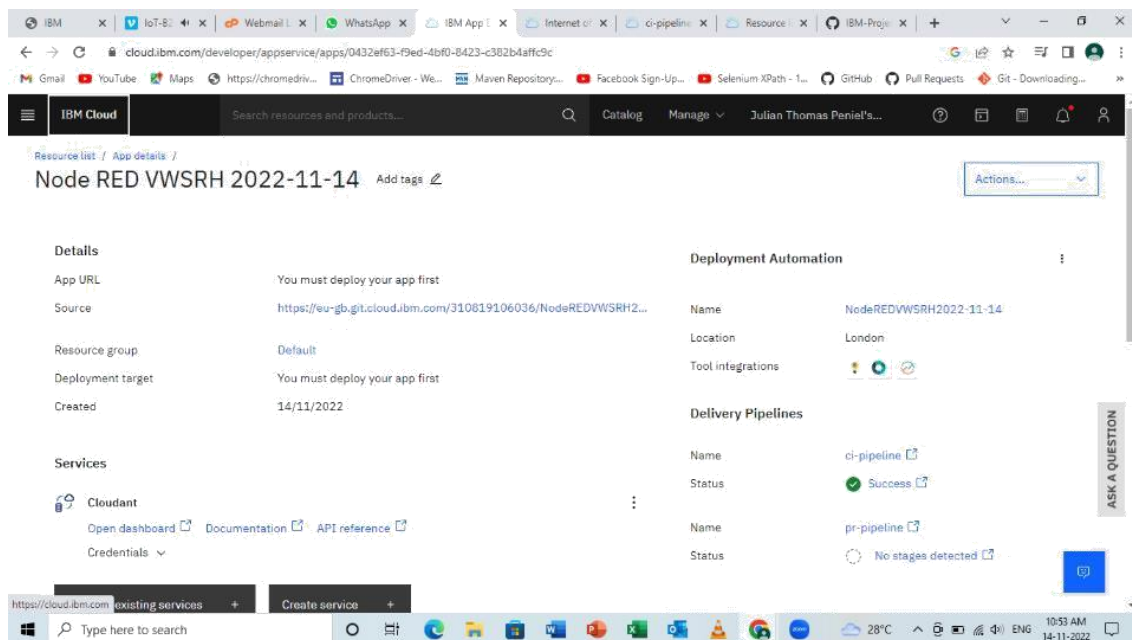 IBM
IoT-B2
Webmail L
WhatsApp
IBM App D
Internet of
ci-pipeline
Resource l
IBM-Proje
cloud.ibm.com/developer/appservice/apps/0432ef63-f9ed-4bf0-8423-c382b4affc9c
Gmail YouTube Maps https://chromedriv... ChromeDriver - We... Maven Repository:... Facebook Sign-Up... Selenium XPath - 1... GitHub Pull Requests Git - Downloading...
IBM Cloud Search resources and products... Catalog Manage Julian Thomas Peniel's...
Resource list / App details /
Node RED VWSRH 2022-11-14 Add tags Actions...
Details
App URL You must deploy your app first
Source https://eu-gb.git.cloud.ibm.com/310819106036/NodeREDVWSRH2...
Resource group Default
Deployment target You must deploy your app first
Created 14/11/2022
Services
Cloudant
Open dashboard Documentation API reference
Credentials
existing services + Create service +
Deployment Automation
Name NodeREDVWSRH2022-11-14
Location London
Tool integrations
Delivery Pipelines
Name ci-pipeline
Status Success
Name pr-pipeline
Status No stages detected
ASK A QUESTION
https://cloud.ibm.com
Type here to search 28°C ENG 10:53 AM
14-11-2022